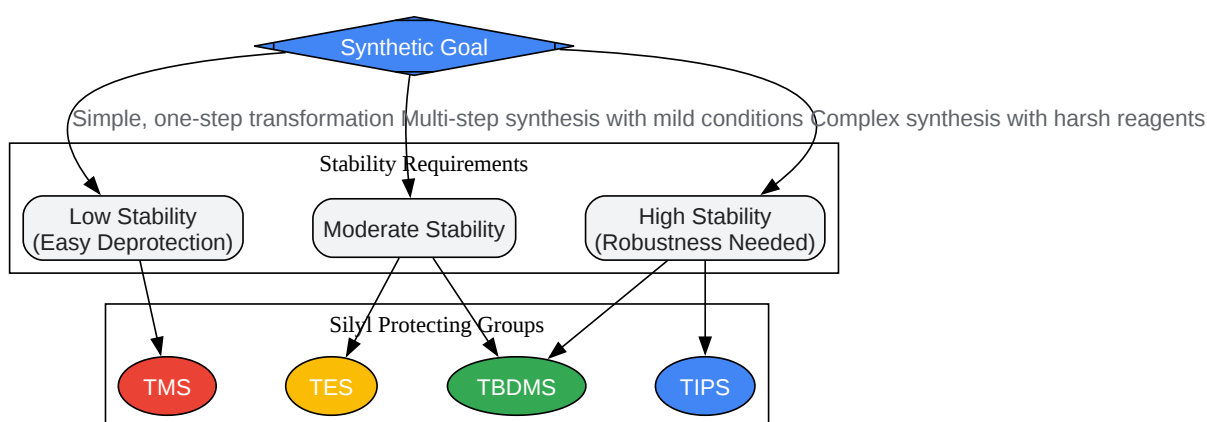 Synthetic Goal
Simple, one-step transformation
Multi-step synthesis with mild conditions
Complex synthesis with harsh reagents
Stability Requirements
Low Stability
(Easy Deprotection)
Moderate Stability
High Stability
(Robustness Needed)
Silyl Protecting Groups
TMS
TES
TBDMS
TIPS